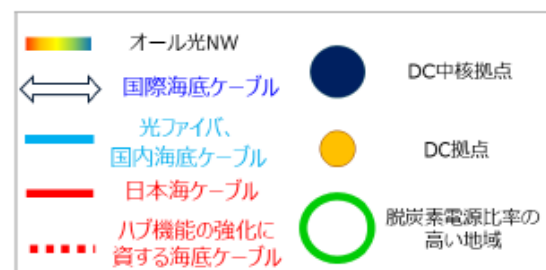 オール光NW
国際海底ケーブル
光ファイバ、
国内海底ケーブル
日本海ケーブル
ハブ機能の強化に
資する海底ケーブル
DC中核拠点
DC拠点
脱炭素電源比率の
高い地域